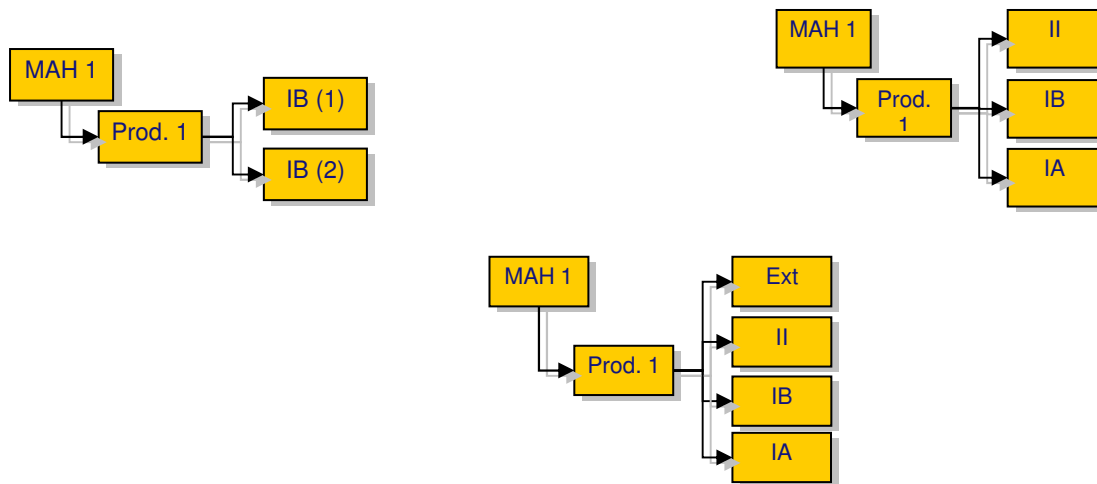 MAH 1
Prod. 1
IB (1)
IB (2)
MAH 1
Prod.
1
II
IB
IA
MAH 1
Prod. 1
Ext
II
IB
IA